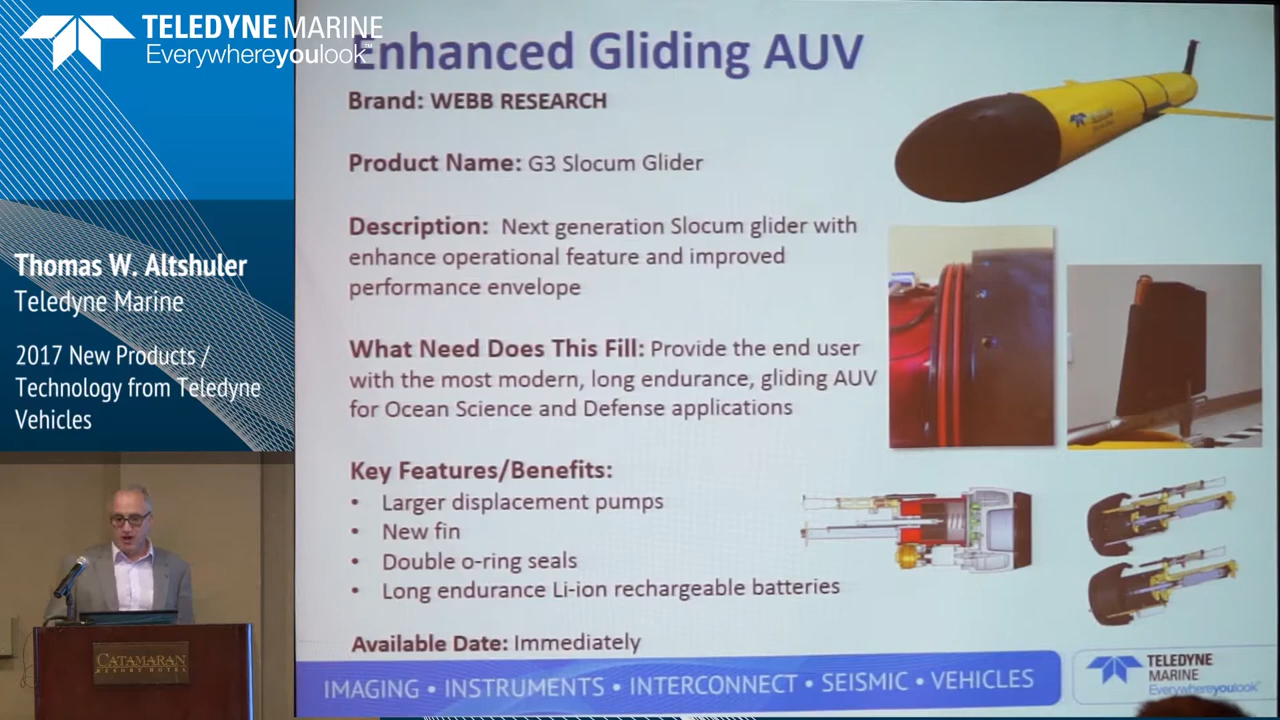 TELEDYNE MARINE
Everywhereyoulook™
Thomas W. Altshuler
Teledyne Marine
2017 New Products /
Technology from Teledyne
Vehicles
CATAMARAN
RESORT HOTEL
Enhanced Gliding AUV
Brand: WEBB RESEARCH
Product Name: G3 Slocum Glider
Description: Next generation Slocum glider with
enhance operational feature and improved
performance envelope
What Need Does This Fill: Provide the end user
with the most modern, long endurance, gliding AUV
for Ocean Science and Defense applications
Key Features/Benefits:
• Larger displacement pumps
• New fin
• Double o-ring seals
• Long endurance Li-ion rechargeable batteries
Available Date: Immediately
IMAGING • INSTRUMENTS • INTERCONNECT • SEISMIC • VEHICLES
TELEDYNE
MARINE
Everywhereyoulook